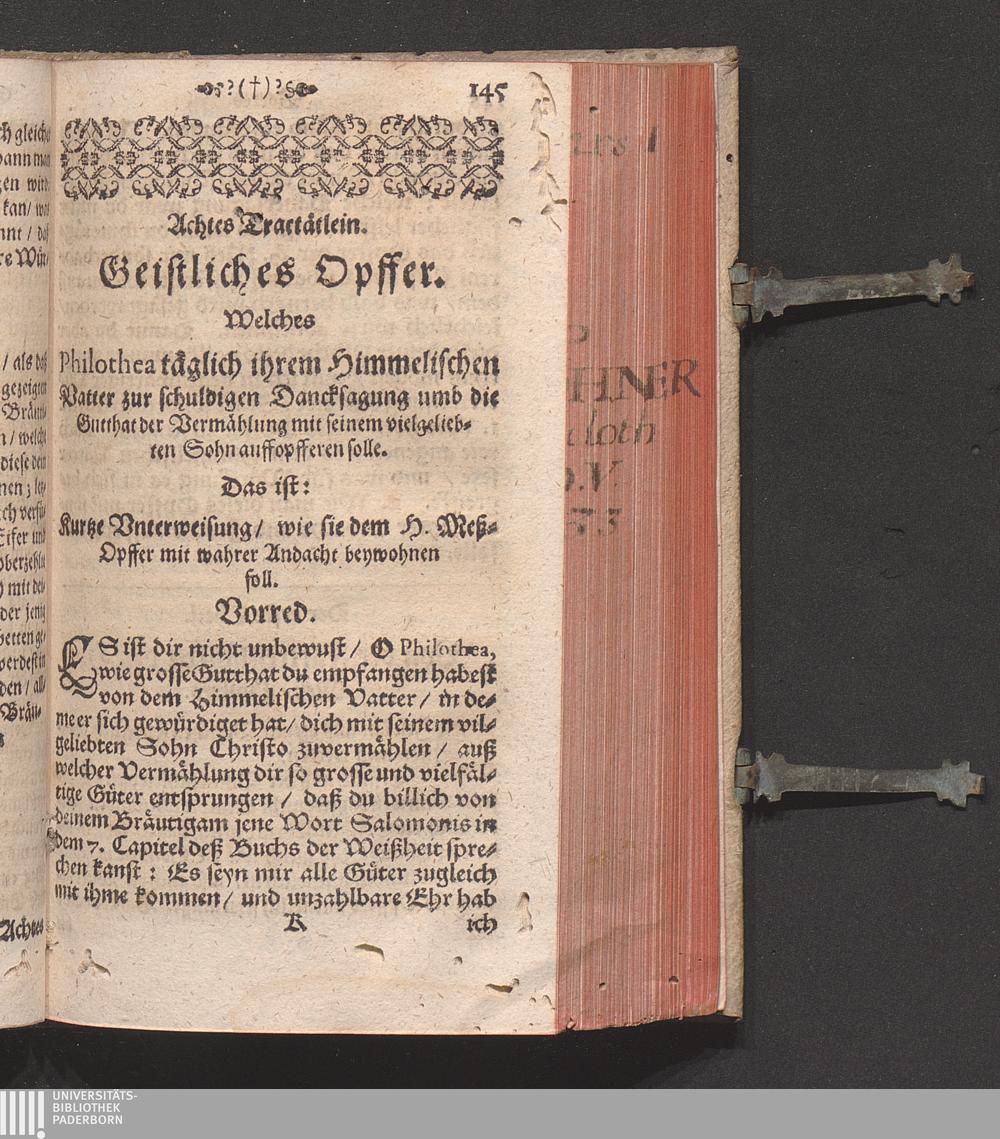 145
Achtes Tractätlein.
Geistliches Opffer.
Welches
Philothea täglich ihrem Himmelischen
Vatter zur schuldigen Dancksagung umb die
Gutthat der Vermählung mit seinem vielgelieb-
ten Sohn auffopfferen solle.
Das ist:
Kurtze Vnterweisung / wie sie dem H. Meß-
Opffer mit wahrer Andacht beywohnen
soll.
Vorred.
ES ist dir nicht unbewust / O Philothea,
wie grosse Gutthat du empfangen habest
von dem Himmelischen Vatter / in de-
me er sich gewürdiget hat / dich mit seinem vil-
geliebten Sohn Christo zuvermählen / auß
welcher Vermählung dir so grosse und vielfäl-
tige Güter entsprungen / daß du billich von
deinem Bräutigam jene Wort Salomonis in
dem 7. Capitel deß Buchs der Weißheit spre-
chen kanst : Es seyn mir alle Güter zugleich
mit ihme kommen / und unzahlbare Ehr hab
K ich
UNIVERSITÄTS-
BIBLIOTHEK
PADERBORN